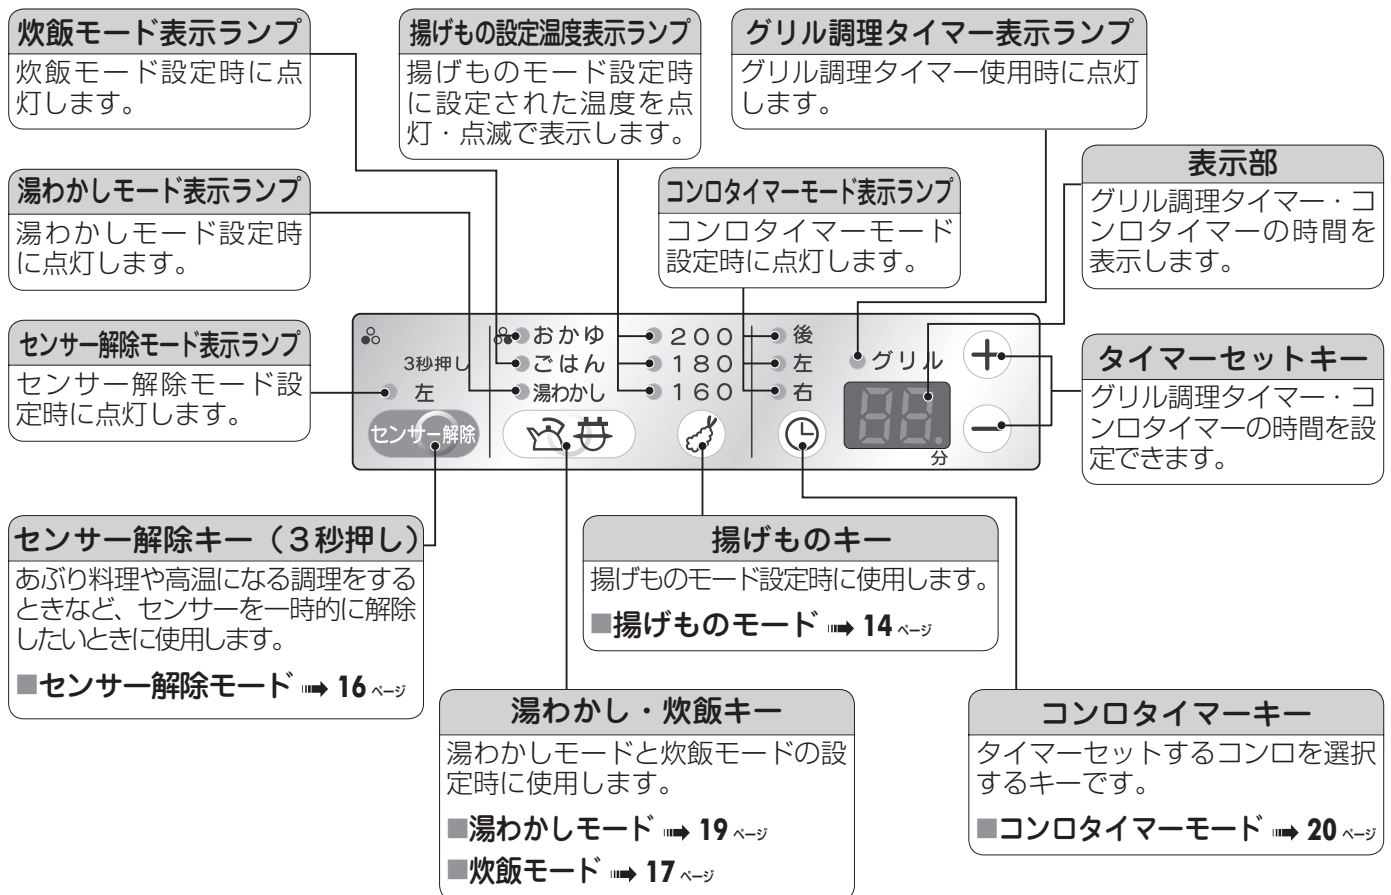 炊飯モード表示ランプ
炊飯モード設定時に点
灯します。
揚げもの設定温度表示ランプ
揚げものモード設定時
に設定された温度を点
灯・点滅で表示します。
グリル調理タイマー表示ランプ
グリル調理タイマー使用時に点灯
します。
湯わかしモード表示ランプ
湯わかしモード設定時
に点灯します。
コンロタイマーモード表示ランプ
コンロタイマーモード
設定時に点灯します。
表示部
グリル調理タイマー・コ
ンロタイマーの時間を
表示します。
センサー解除モード表示ランプ
センサー解除モード設
定時に点灯します。
3秒押し
左
センサー解除
おかゆ
ごはん
湯わかし
200
180
160
後
左
右
グリル
88.
分
+
−
タイマーセットキー
グリル調理タイマー・コ
ンロタイマーの時間を設
定できます。
センサー解除キー（3秒押し）
あぶり料理や高温になる調理をする
ときなど、センサーを一時的に解除
したいときに使用します。
■センサー解除モード ➡ 16 ページ
揚げものキー
揚げものモード設定時に使用します。
■揚げものモード ➡ 14 ページ
湯わかし・炊飯キー
湯わかしモードと炊飯モードの設
定時に使用します。
■湯わかしモード ➡ 19 ページ
■炊飯モード ➡ 17 ページ
コンロタイマーキー
タイマーセットするコンロを選択
するキーです。
■コンロタイマーモード ➡ 20 ページ